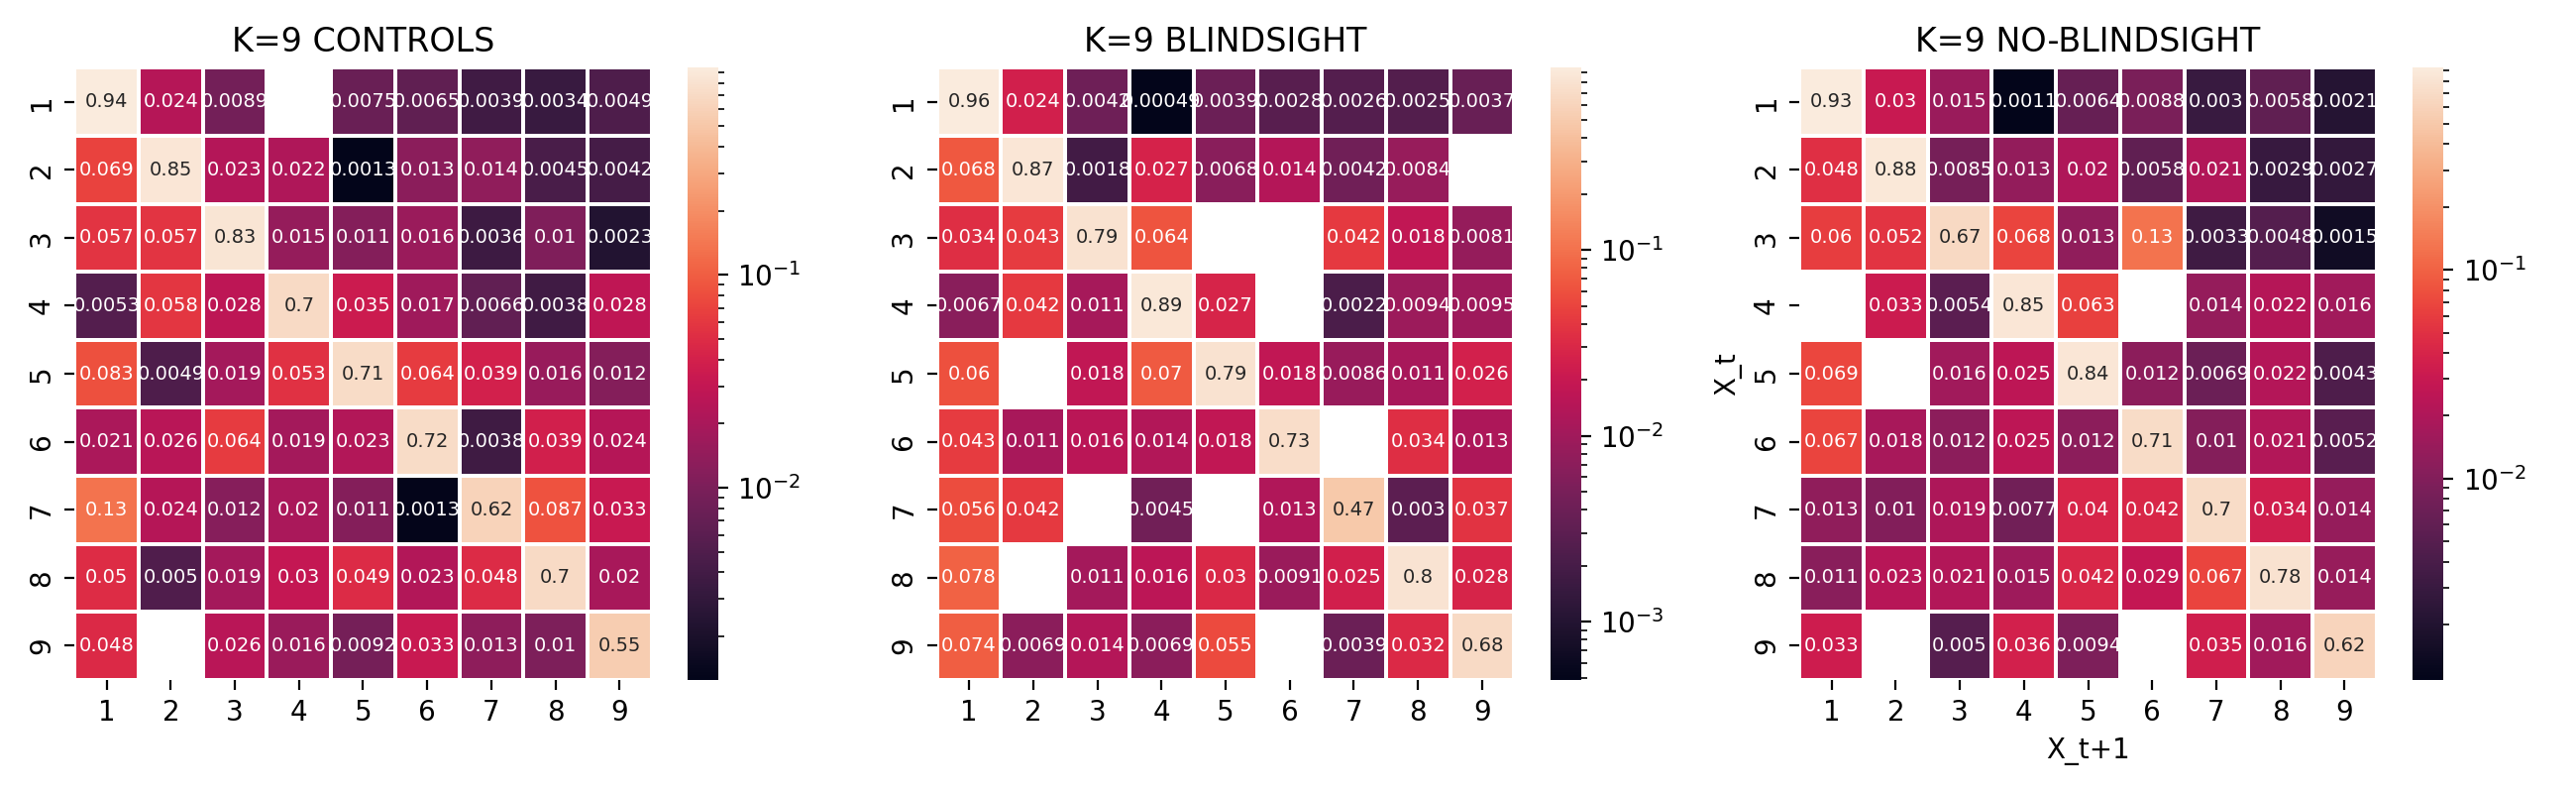 K=9 CONTROLS
1 0.94 0.024 0.0089 0.0075 0.0065 0.0039 0.0034 0.0049
2 0.069 0.85 0.023 0.022 0.0013 0.013 0.014 0.0045 0.0042
3 0.057 0.057 0.83 0.015 0.011 0.016 0.0036 0.01 0.0023
4 0.0053 0.058 0.028 0.7 0.035 0.017 0.0066 0.0038 0.028
5 0.083 0.0049 0.019 0.053 0.71 0.064 0.039 0.016 0.012
6 0.021 0.026 0.064 0.019 0.023 0.72 0.0038 0.039 0.024
7 0.13 0.024 0.012 0.02 0.011 0.0013 0.62 0.087 0.033
8 0.05 0.005 0.019 0.03 0.049 0.023 0.048 0.7 0.02
9 0.048 0.026 0.016 0.0092 0.033 0.013 0.01 0.55
1 2 3 4 5 6 7 8 9
10−1
10−2
K=9 BLINDSIGHT
1 0.96 0.024 0.0042 0.00049 0.0039 0.0028 0.0026 0.0025 0.0037
2 0.068 0.87 0.0018 0.027 0.0068 0.014 0.0042 0.0084
3 0.034 0.043 0.79 0.064 0.042 0.018 0.0081
4 0.0067 0.042 0.011 0.89 0.027 0.0022 0.0094 0.0095
5 0.06 0.018 0.07 0.79 0.018 0.0086 0.011 0.026
6 0.043 0.011 0.016 0.014 0.018 0.73 0.034 0.013
7 0.056 0.042 0.0045 0.013 0.47 0.003 0.037
8 0.078 0.011 0.016 0.03 0.0091 0.025 0.8 0.028
9 0.074 0.0069 0.014 0.0069 0.055 0.0039 0.032 0.68
1 2 3 4 5 6 7 8 9
10−1
10−2
10−3
K=9 NO-BLINDSIGHT
X_t
1 0.93 0.03 0.015 0.0011 0.0064 0.0088 0.003 0.0058 0.0021
2 0.048 0.88 0.0085 0.013 0.02 0.0058 0.021 0.0029 0.0027
3 0.06 0.052 0.67 0.068 0.013 0.13 0.0033 0.0048 0.0015
4 0.033 0.0054 0.85 0.063 0.014 0.022 0.016
5 0.069 0.016 0.025 0.84 0.012 0.0069 0.022 0.0043
6 0.067 0.018 0.012 0.025 0.012 0.71 0.01 0.021 0.0052
7 0.013 0.01 0.019 0.0077 0.04 0.042 0.7 0.034 0.014
8 0.011 0.023 0.021 0.015 0.042 0.029 0.067 0.78 0.014
9 0.033 0.005 0.036 0.0094 0.035 0.016 0.62
1 2 3 4 5 6 7 8 9
X_t+1
10−1
10−2